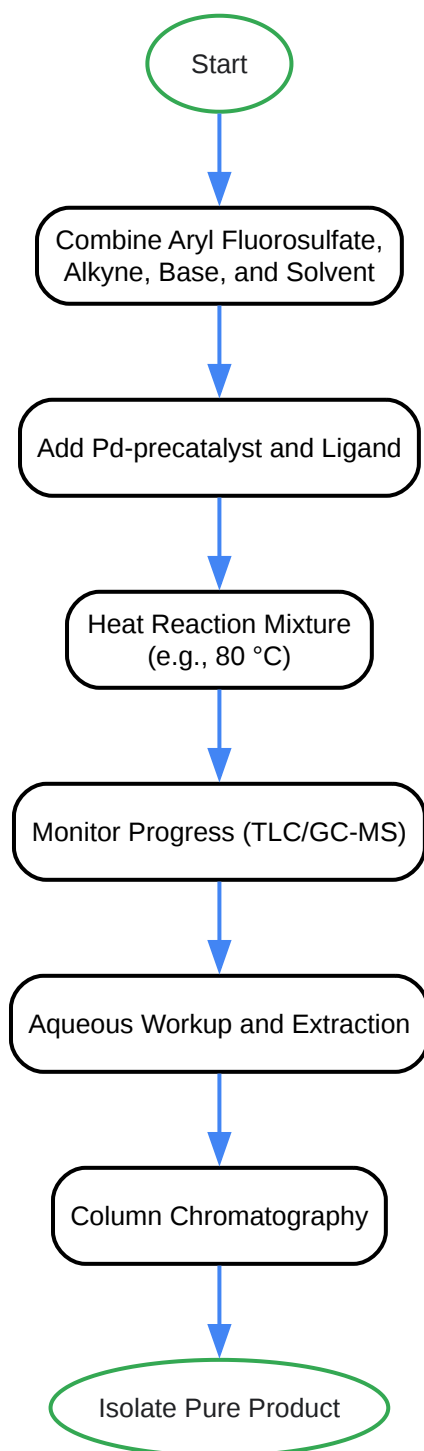 Start
Combine Aryl Fluorosulfate,
Alkyne, Base, and Solvent
Add Pd-precatalyst and Ligand
Heat Reaction Mixture
(e.g., 80 °C)
Monitor Progress (TLC/GC-MS)
Aqueous Workup and Extraction
Column Chromatography
Isolate Pure Product